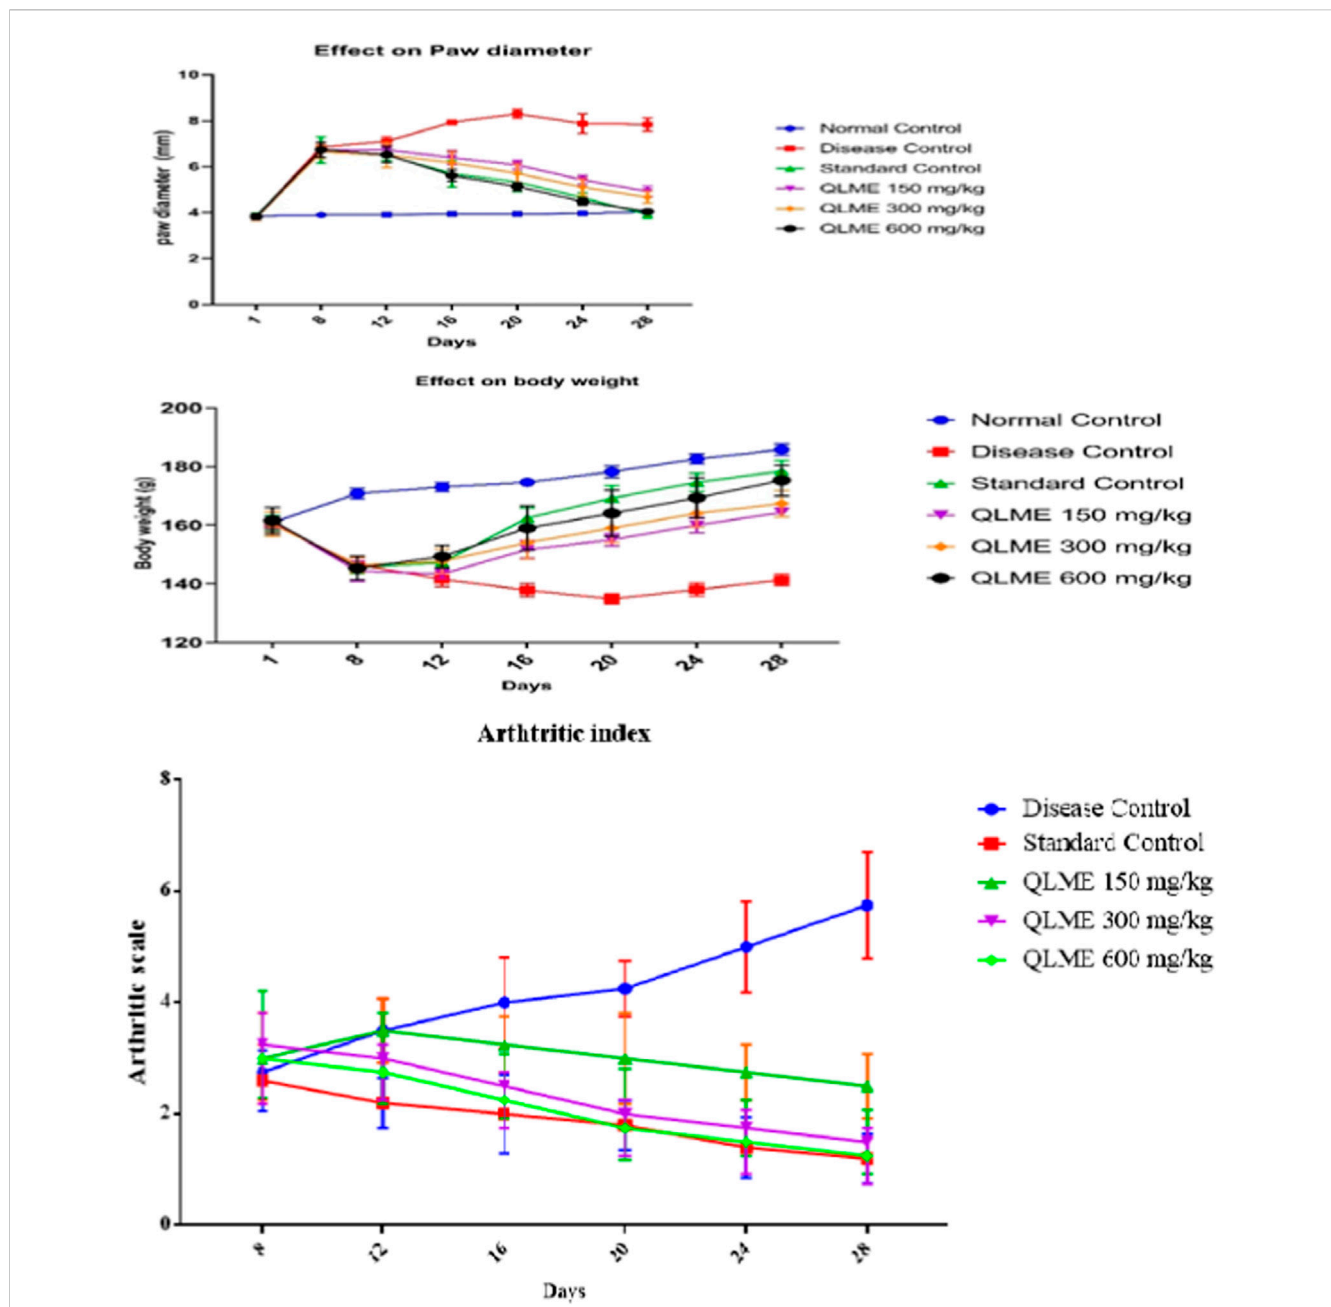 Effect on Paw diameter
10
8
6
4
2
0
paw diameter (mm)
1 8 12 16 20 24 28
Days
Normal Control
Disease Control
Standard Control
QLME 150 mg/kg
QLME 300 mg/kg
QLME 600 mg/kg
Effect on body weight
200
180
160
140
120
Body weight (g)
1 8 12 16 20 24 28
Days
Normal Control
Disease Control
Standard Control
QLME 150 mg/kg
QLME 300 mg/kg
QLME 600 mg/kg
Arthtritic index
8
6
4
2
0
Arthritic scale
8 12 16 20 24 28
Days
Disease Control
Standard Control
QLME 150 mg/kg
QLME 300 mg/kg
QLME 600 mg/kg